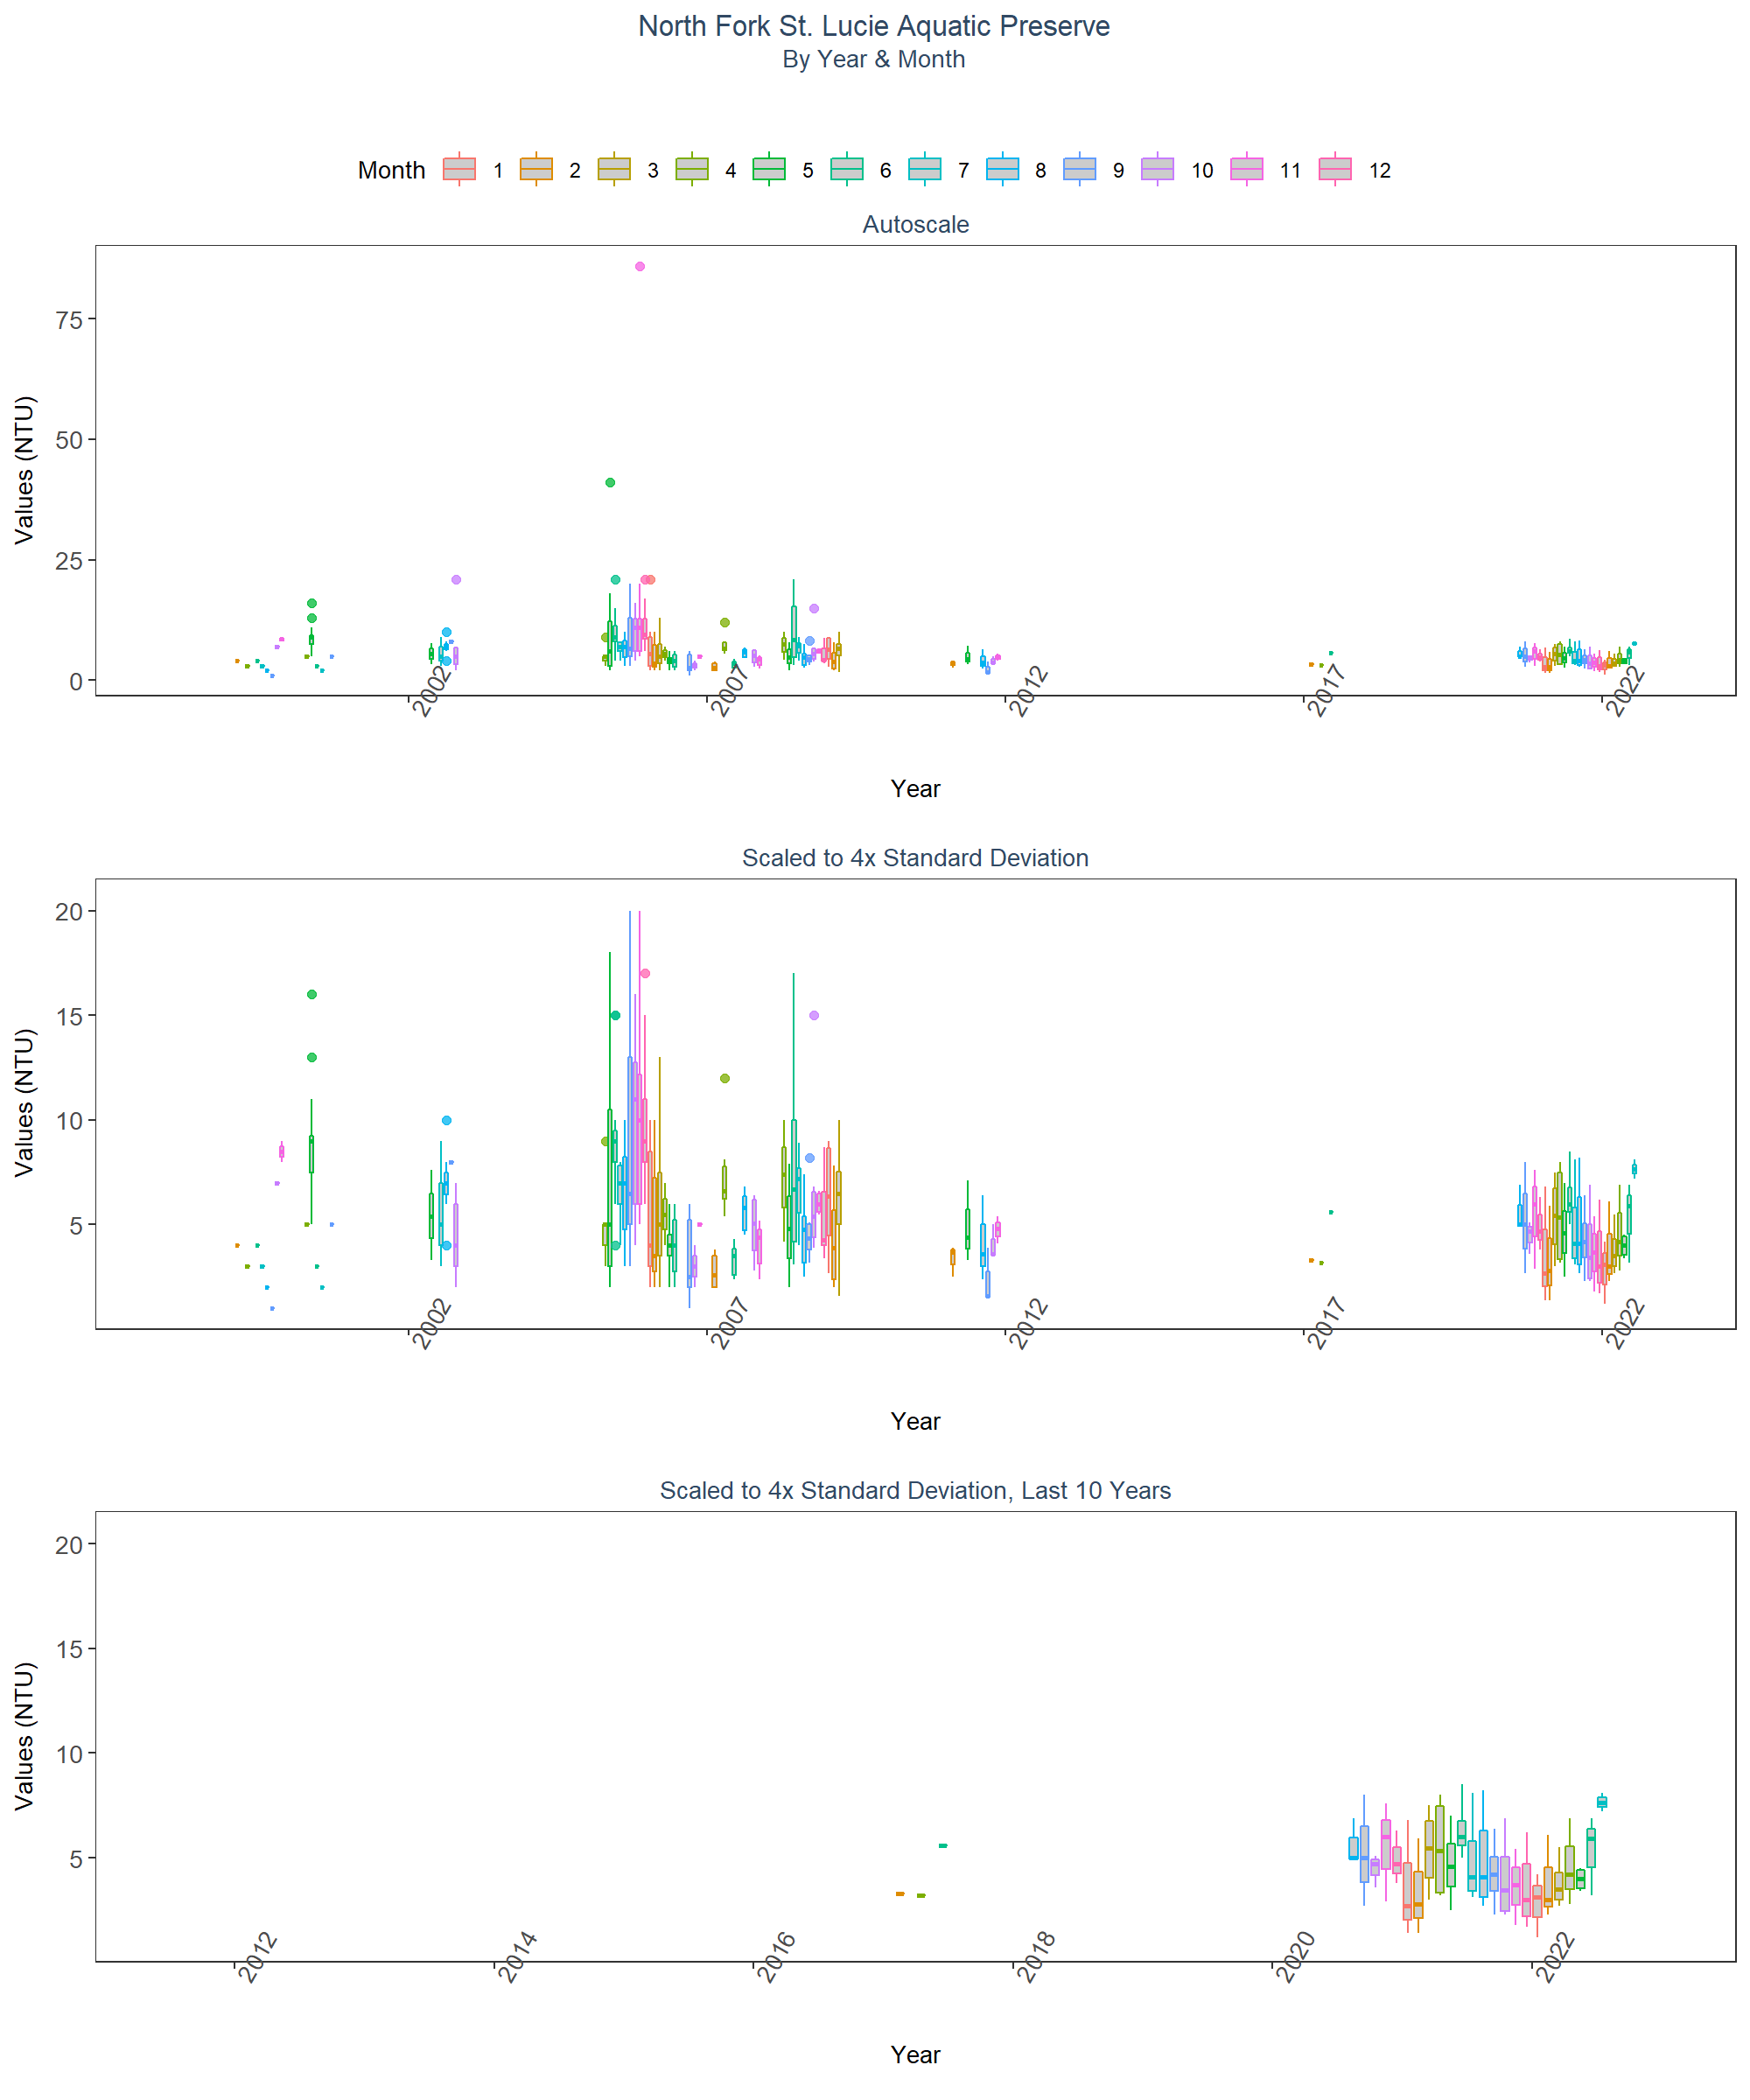 North Fork St. Lucie Aquatic Preserve
By Year & Month
Month 1 2 3 4 5 6 7 8 9 10 11 12
Autoscale
Values (NTU)
75
50
25
0
2002 2007 2012 2017 2022
Year
Scaled to 4x Standard Deviation
Values (NTU)
20
15
10
5
2002 2007 2012 2017 2022
Year
Scaled to 4x Standard Deviation, Last 10 Years
Values (NTU)
20
15
10
5
2012 2014 2016 2018 2020 2022
Year